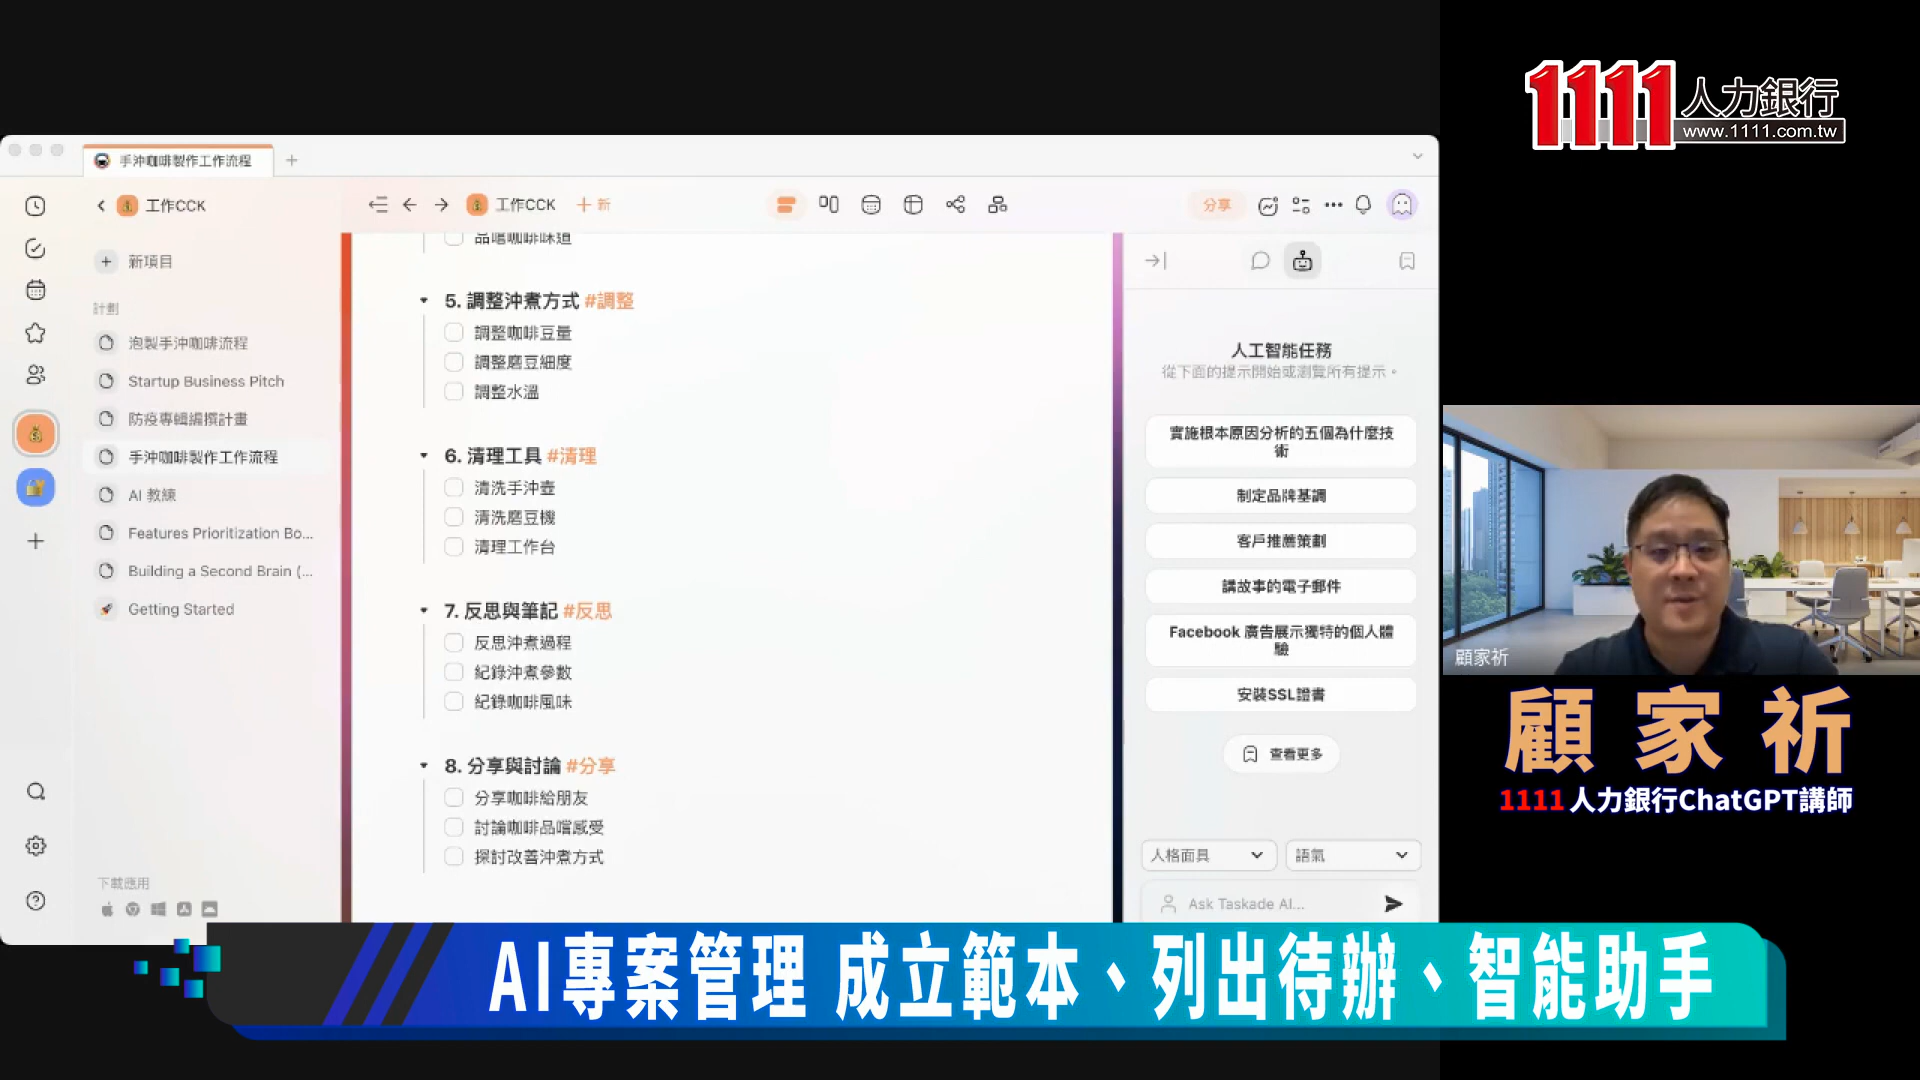 手沖咖啡製作工作流程
工作CCK
新項目
計劃
泡製手沖咖啡流程
Startup Business Pitch
防疫專輯編撰計畫
手沖咖啡製作工作流程
AI 教練
Features Prioritization Bo...
Building a Second Brain (...
Getting Started
下載應用
工作CCK
+ 新
分享
品嚐咖啡味道
5. 調整沖煮方式 #調整
調整咖啡豆量
調整磨豆細度
調整水溫
6. 清理工具 #清理
清洗手沖壺
清洗磨豆機
清理工作台
7. 反思與筆記 #反思
反思沖煮過程
紀錄沖煮參數
紀錄咖啡風味
8. 分享與討論 #分享
分享咖啡給朋友
討論咖啡品嚐感受
探討改善沖煮方式
人工智能任務
從下面的提示開始或瀏覽所有提示。
實施根本原因分析的五個為什麼技
術
制定品牌基調
客戶推薦策劃
講故事的電子郵件
Facebook 廣告展示獨特的個人體
驗
安裝SSL證書
查看更多
人格面具
語氣
Ask Taskade AI...
1111人力銀行
www.1111.com.tw
顧家祈
顧家祈
1111人力銀行ChatGPT講師
AI專案管理 成立範本、列出待辦、智能助手